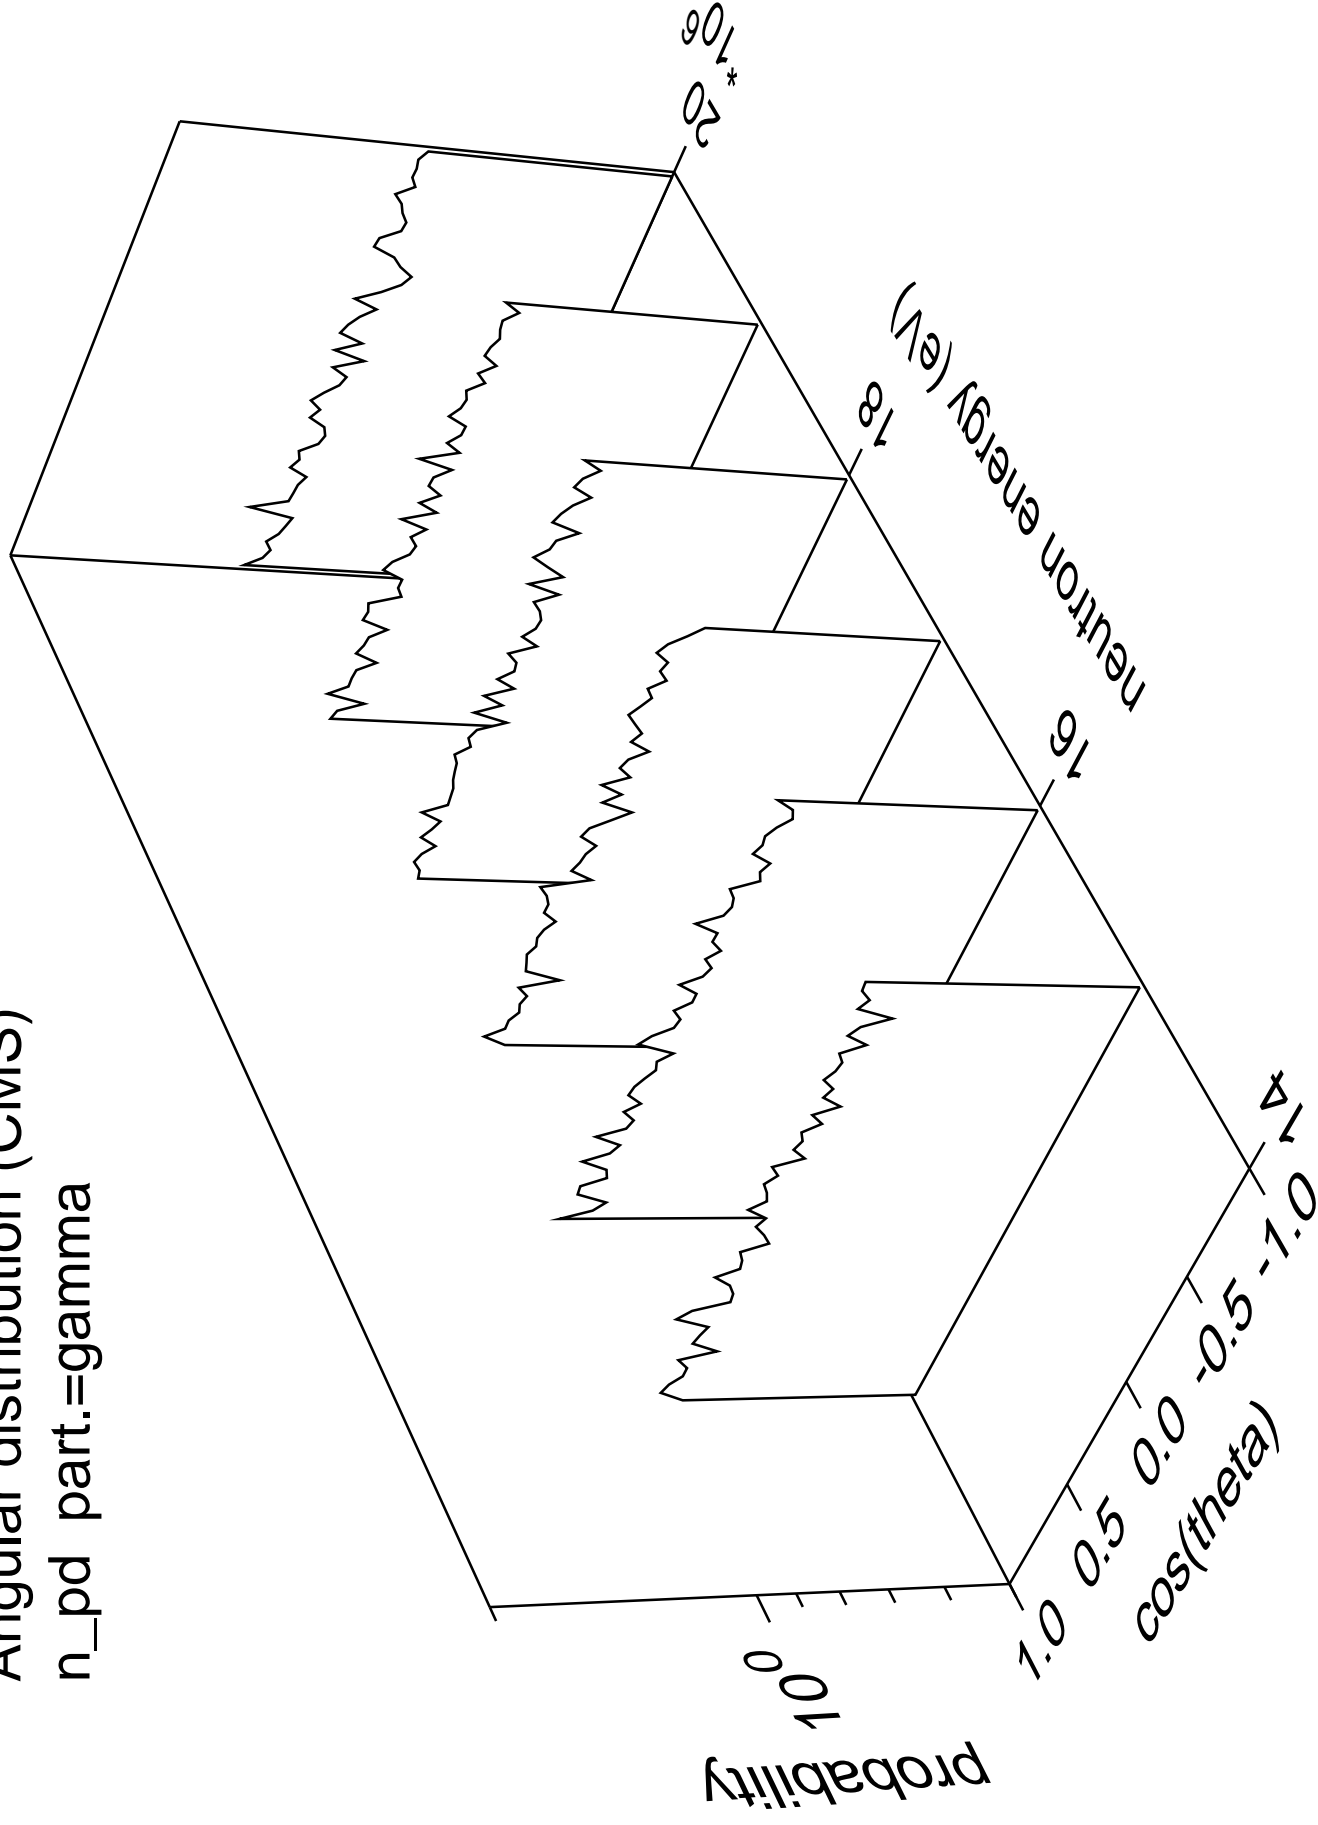 Angular distribution (CMS)
n_pd part.=gamma
probability
10^0
1.0
0.5
0.0
-0.5
-1.0
cos(theta)
14
16
18
20
*10^6
neutron energy (eV)